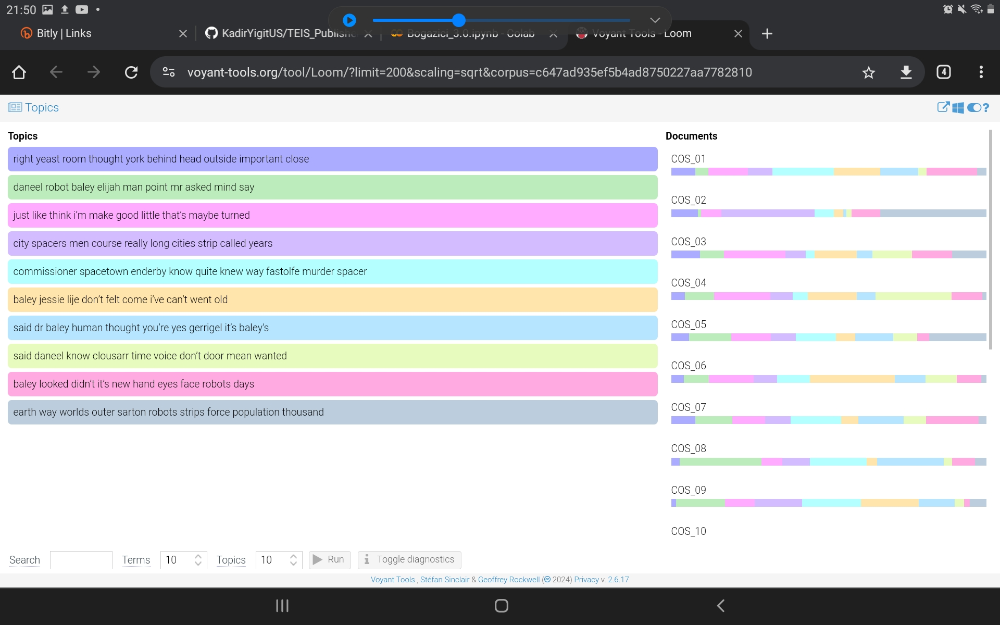 21:50
Bitly | Links
KadirYigitUS/TEIS_Publishe
Bogazici_3.0.ipynb - Colab
Voyant Tools - Loom
voyant-tools.org/tool/Loom/?limit=200&scaling=sqrt&corpus=c647ad935ef5b4ad8750227aa7782810
4
Topics
?
Topics
right yeast room thought york behind head outside important close
daneel robot baley elijah man point mr asked mind say
just like think i’m make good little that’s maybe turned
city spacers men course really long cities strip called years
commissioner spacetown enderby know quite knew way fastolfe murder spacer
baley jessie lije don’t felt come i’ve can’t went old
said dr baley human thought you’re yes gerrigel it’s baley’s
said daneel know clousarr time voice don’t door mean wanted
baley looked didn’t it’s new hand eyes face robots days
earth way worlds outer sarton robots strips force population thousand
Documents
COS_01
COS_02
COS_03
COS_04
COS_05
COS_06
COS_07
COS_08
COS_09
COS_10
Search Terms 10 Topics 10 Run Toggle diagnostics
Voyant Tools , Stéfan Sinclair & Geoffrey Rockwell (© 2024) Privacy v. 2.6.17